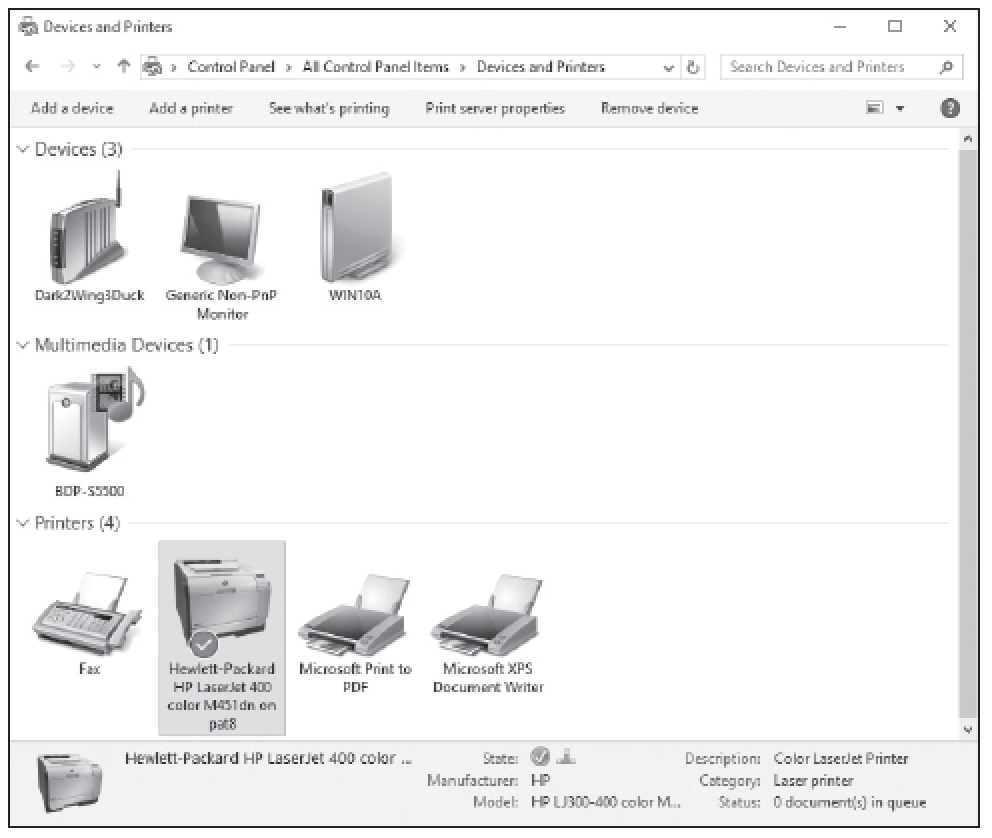 Devices and Printers
Control Panel > All Control Panel Items > Devices and Printers
Search Devices and Printers
Add a device Add a printer See what's printing Print server properties Remove device
Devices (3)
Dark2Wing3Duck
Generic Non-PnP
Monitor
WIN10A
Multimedia Devices (1)
BDP-S5500
Printers (4)
Fax
Hewlett-Packard
HP LaserJet 400
color M451dn on
pat8
Microsoft Print to
PDF
Microsoft XPS
Document Writer
Hewlett-Packard HP LaserJet 400 color ...
State:
Manufacturer: HP
Model: HP LJ300-400 color M...
Description: Color LaserJet Printer
Category: Laser printer
Status: 0 document(s) in queue